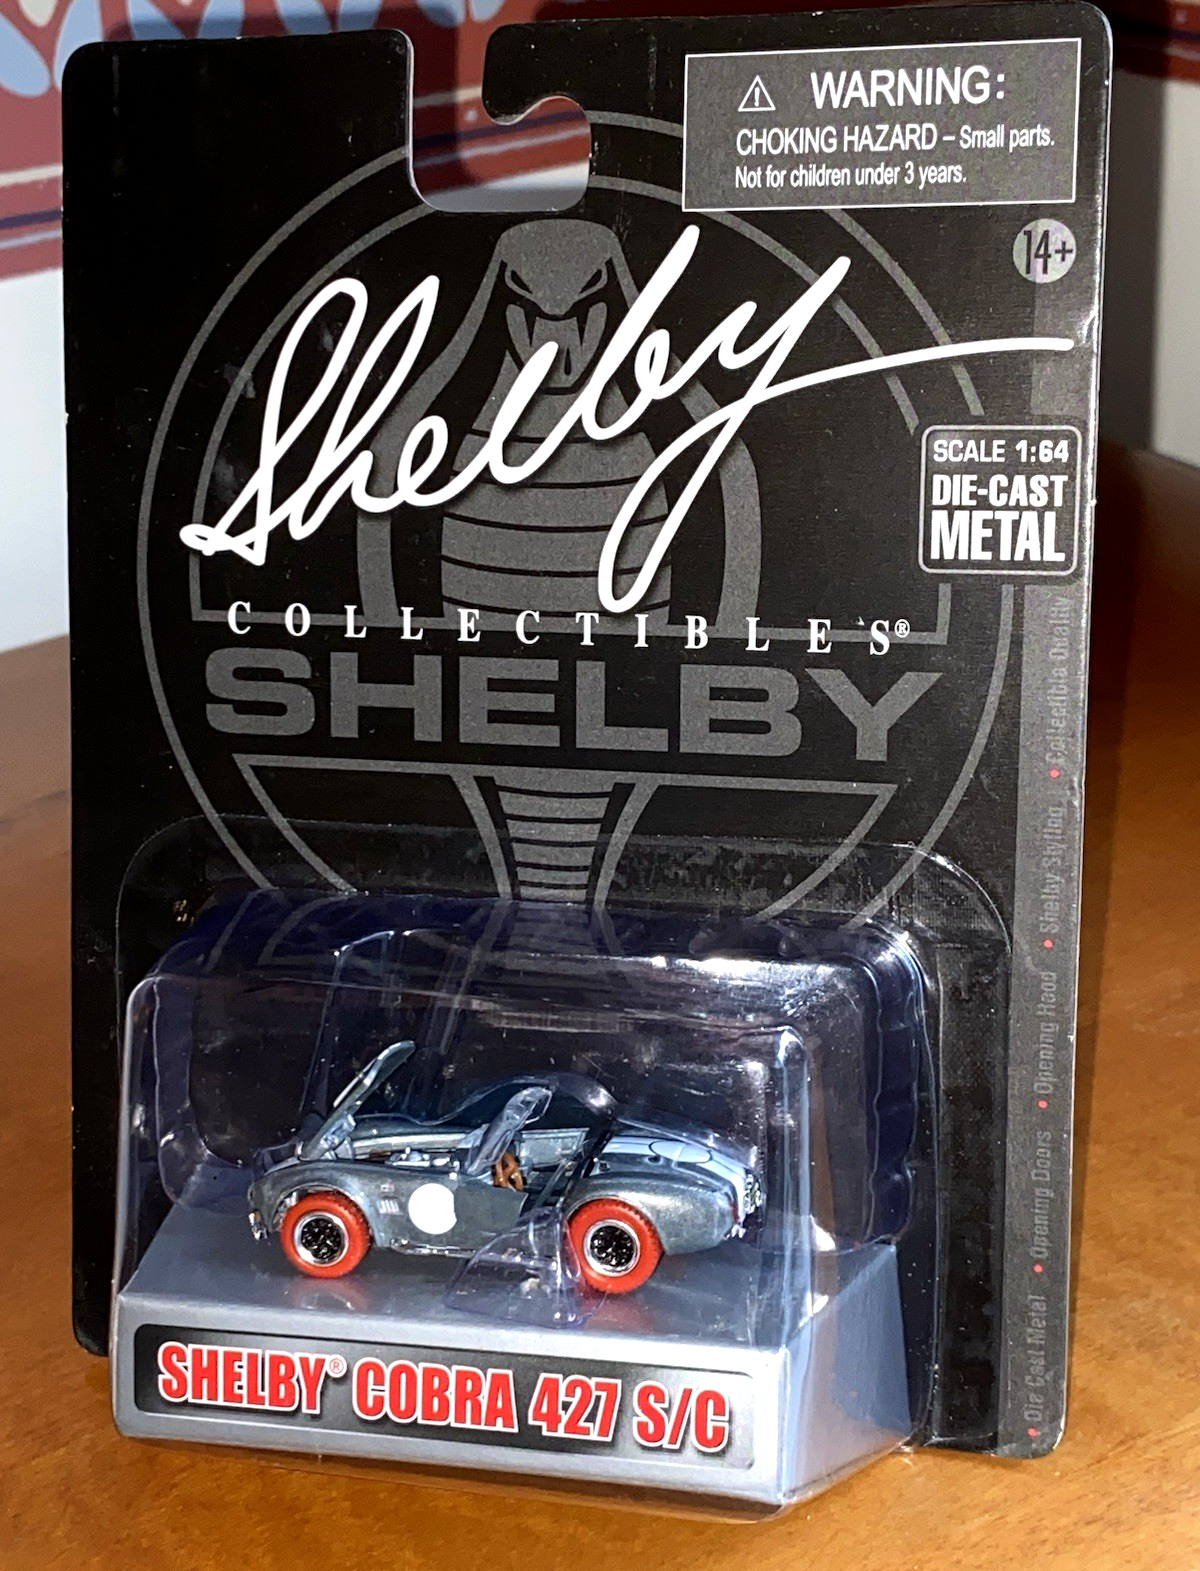 WARNING:
CHOKING HAZARD – Small parts.
Not for children under 3 years.
14+
Shelby
SCALE 1:64
DIE-CAST
METAL
COLLECTIBLES®
SHELBY
• Die Cast Metal • Opening Doors • Opening Hood • Shelby Styling • Collectible Quality
SHELBY® COBRA 427 S/C